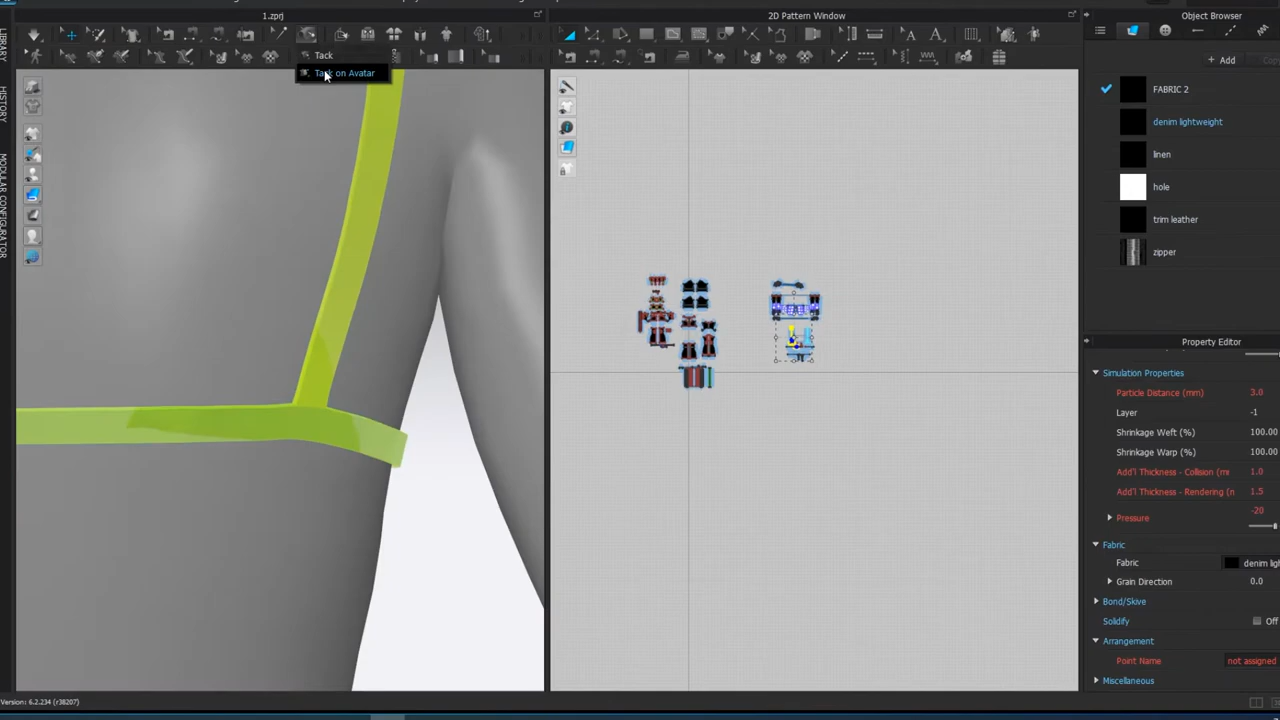 1.zprj
2D Pattern Window
Object Browser
LIBRARY
HISTORY
MODULAR CONFIGURATOR
Tack
Tack on Avatar
Add
FABRIC 2
denim lightweight
linen
hole
trim leather
zipper
Property Editor
Simulation Properties
Particle Distance (mm) 3.0
Layer -1
Shrinkage Weft (%) 100.00
Shrinkage Warp (%) 100.00
Add'l Thickness - Collision (m 1.0
Add'l Thickness - Rendering (n 1.5
Pressure -20
Fabric
Fabric denim ligh
Grain Direction 0.0
Bond/Skive
Solidify Off
Arrangement
Point Name not assigned
Miscellaneous
Version: 6.2.234 (r38207)